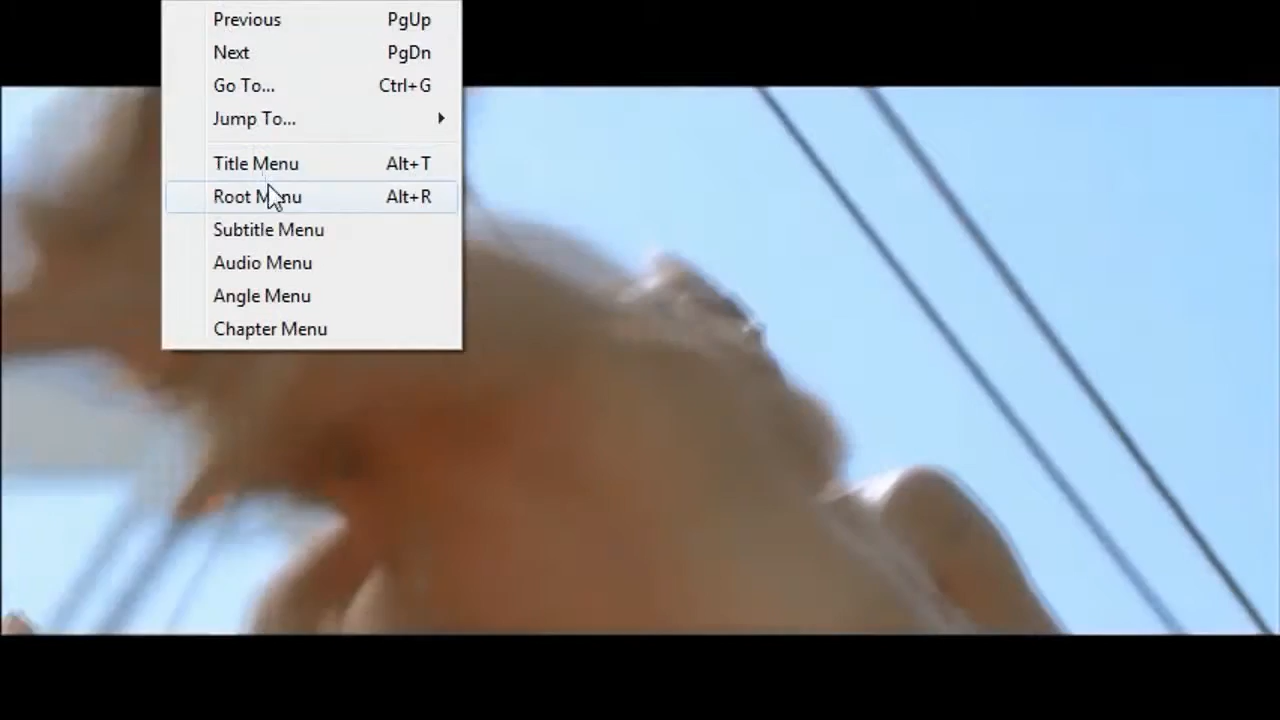 Previous PgUp
Next PgDn
Go To... Ctrl+G
Jump To...
Title Menu Alt+T
Root Menu Alt+R
Subtitle Menu
Audio Menu
Angle Menu
Chapter Menu